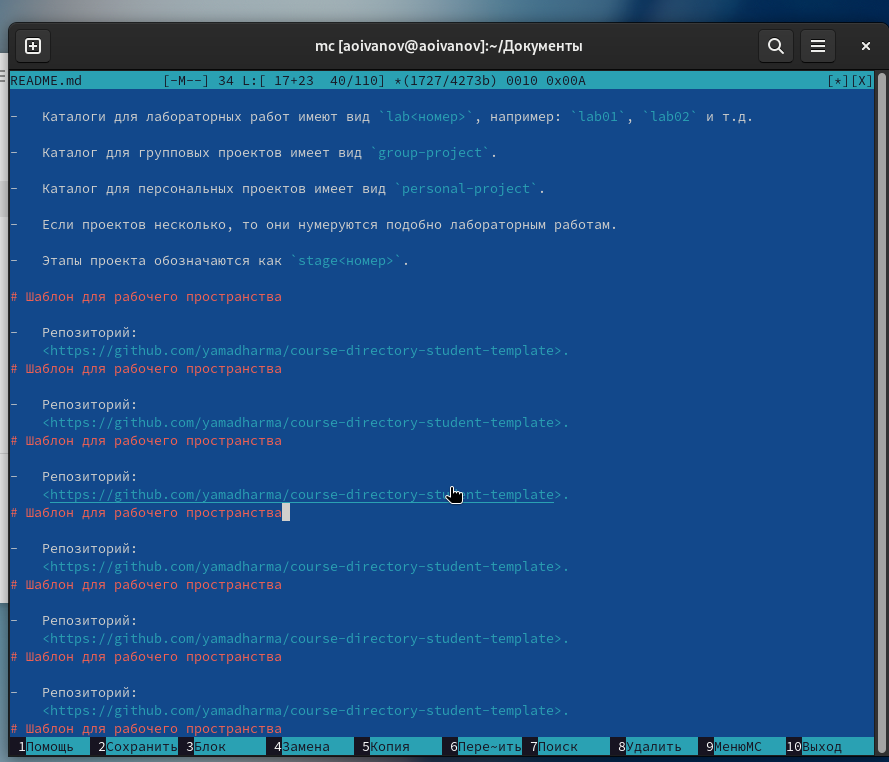 mc [aoivanov@aoivanov]:~/Документы
README.md [-M--] 34 L:[ 17+23 40/110] *(1727/4273b) 0010 0x00A [*][X]
- Каталоги для лабораторных работ имеют вид `lab<номер>`, например: `lab01`, `lab02` и т.д.
- Каталог для групповых проектов имеет вид `group-project`.
- Каталог для персональных проектов имеет вид `personal-project`.
- Если проектов несколько, то они нумеруются подобно лабораторным работам.
- Этапы проекта обозначаются как `stage<номер>`.
# Шаблон для рабочего пространства
- Репозиторий:
<https://github.com/yamadharma/course-directory-student-template>.
# Шаблон для рабочего пространства
- Репозиторий:
<https://github.com/yamadharma/course-directory-student-template>.
# Шаблон для рабочего пространства
- Репозиторий:
<https://github.com/yamadharma/course-directory-student-template>.
# Шаблон для рабочего пространства
- Репозиторий:
<https://github.com/yamadharma/course-directory-student-template>.
# Шаблон для рабочего пространства
- Репозиторий:
<https://github.com/yamadharma/course-directory-student-template>.
# Шаблон для рабочего пространства
- Репозиторий:
<https://github.com/yamadharma/course-directory-student-template>.
# Шаблон для рабочего пространства
1Помощь 2Сохранить 3Блок 4Замена 5Копия 6Пере~ить 7Поиск 8Удалить 9МенюMC 10Выход